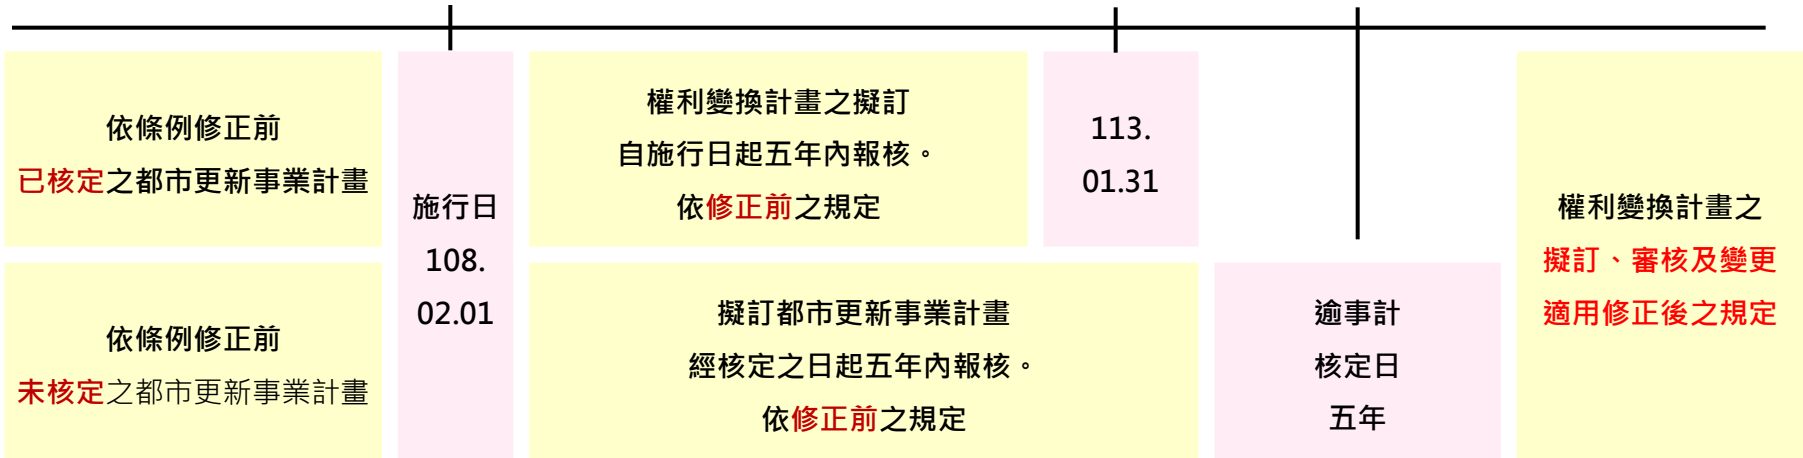 依條例修正前
已核定之都市更新事業計畫
依條例修正前
未核定之都市更新事業計畫
施行日
108.
02.01
權利變換計畫之擬訂
自施行日起五年內報核。
依修正前之規定
113.
01.31
擬訂都市更新事業計畫
經核定之日起五年內報核。
依修正前之規定
逾事計
核定日
五年
權利變換計畫之
擬訂、審核及變更
適用修正後之規定